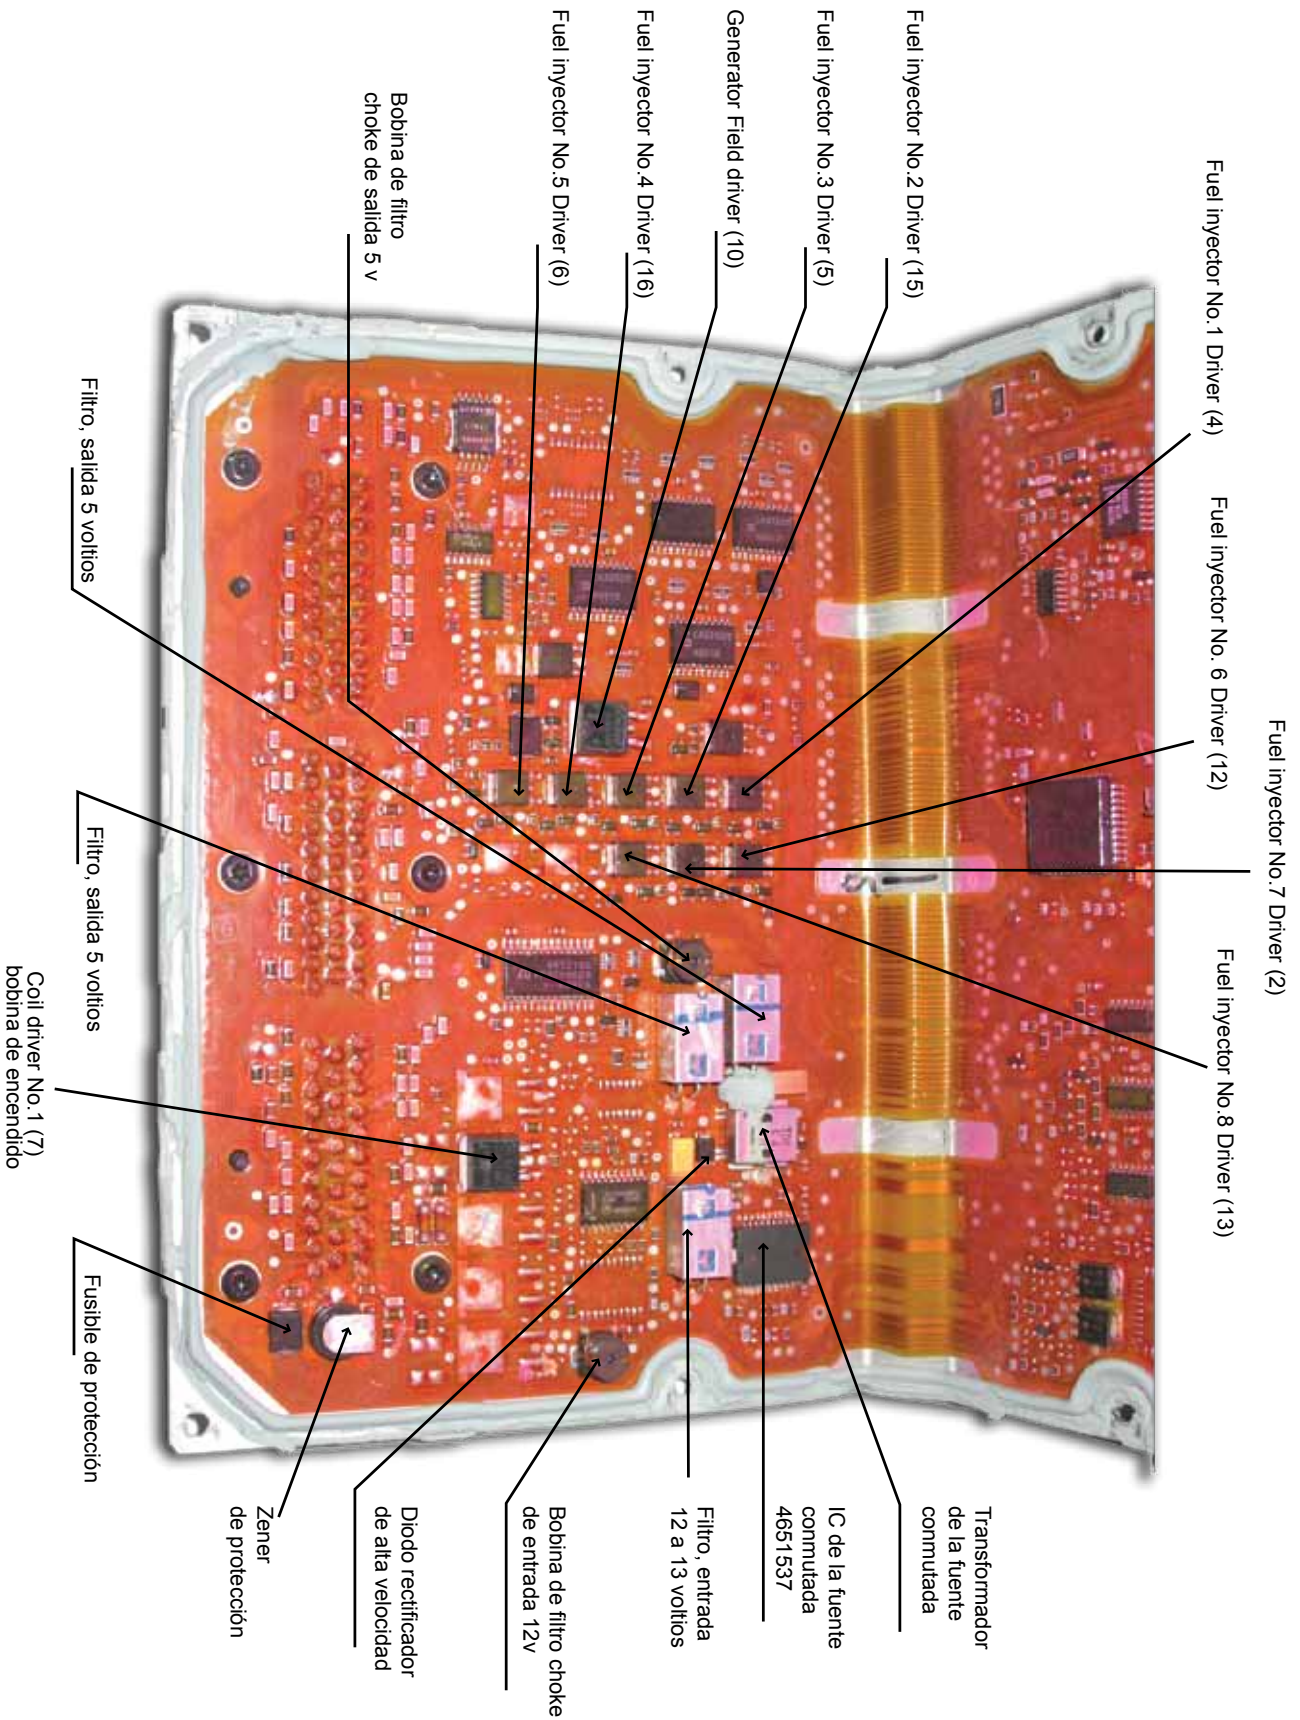 Fuel inyector No.1 Driver (4)
Fuel inyector No. 6 Driver (12)
Fuel inyector No.7 Driver (2)
Fuel inyector No.8 Driver (13)
Fuel inyector No.2 Driver (15)
Fuel inyector No.3 Driver (5)
Generator Field driver (10)
Fuel inyector No.4 Driver (16)
Fuel inyector No.5 Driver (6)
Bobina de filtro
choke de salida 5 v
Filtro, salida 5 voltios
Filtro, salida 5 voltios
Coil driver No.1 (7)
bobina de encendido
Fusible de protección
Transformador
de la fuente
conmutada
IC de la fuente
conmutada
4651537
Filtro, entrada
12 a 13 voltios
Bobina de filtro choke
de entrada 12v
Diodo rectificador
de alta velocidad
Zener
de protección